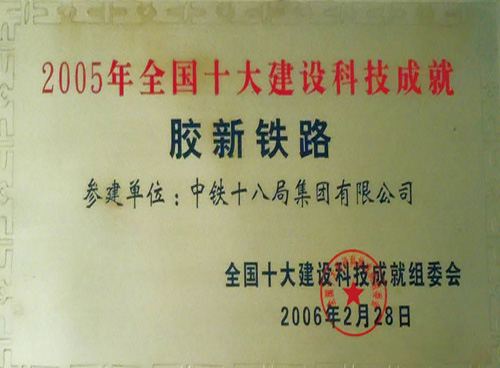 2005年全国十大建设科技成就
胶新铁路
参建单位：中铁十八局集团有限公司
全国十大建设科技成就组委会
2006年2月28日